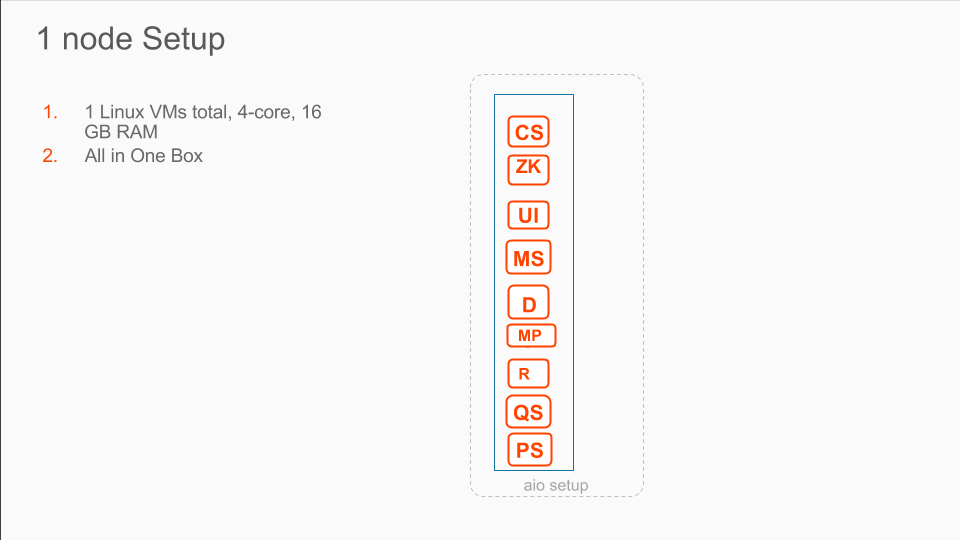 1 node Setup
1. 1 Linux VMs total, 4-core, 16
GB RAM
2. All in One Box
CS
ZK
UI
MS
D
MP
R
QS
PS
aio setup